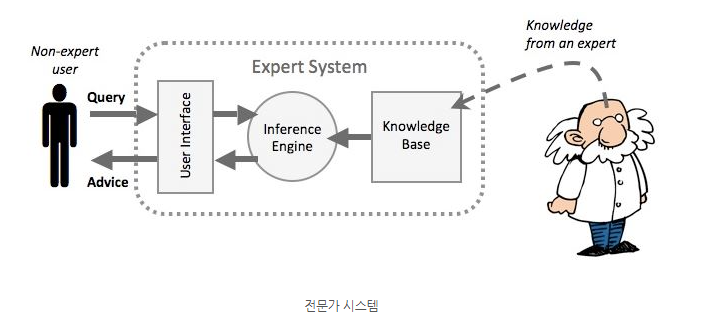 Non-expert
user
Query
Advice
Expert System
User Interface
Inference
Engine
Knowledge
Base
Knowledge
from an expert
전문가 시스템